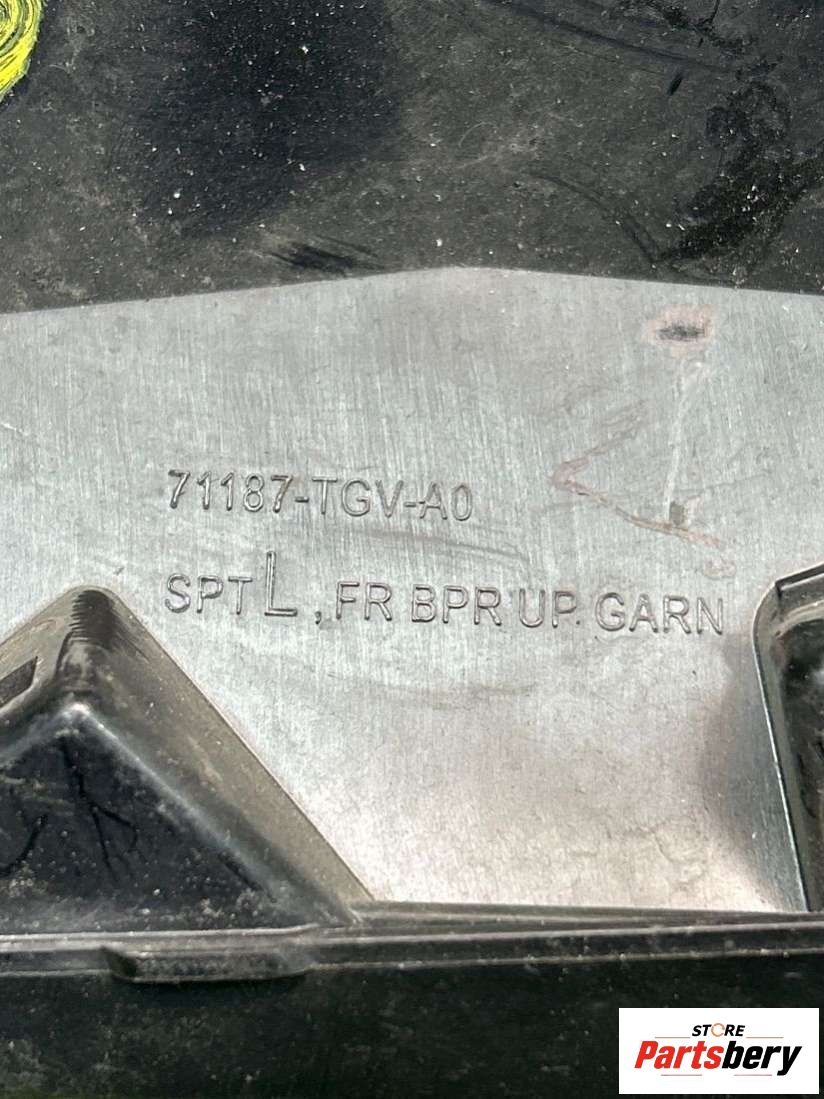 71187-TGV-A0
SPT L, FR BPR UP. GARN
STORE
Partsbery